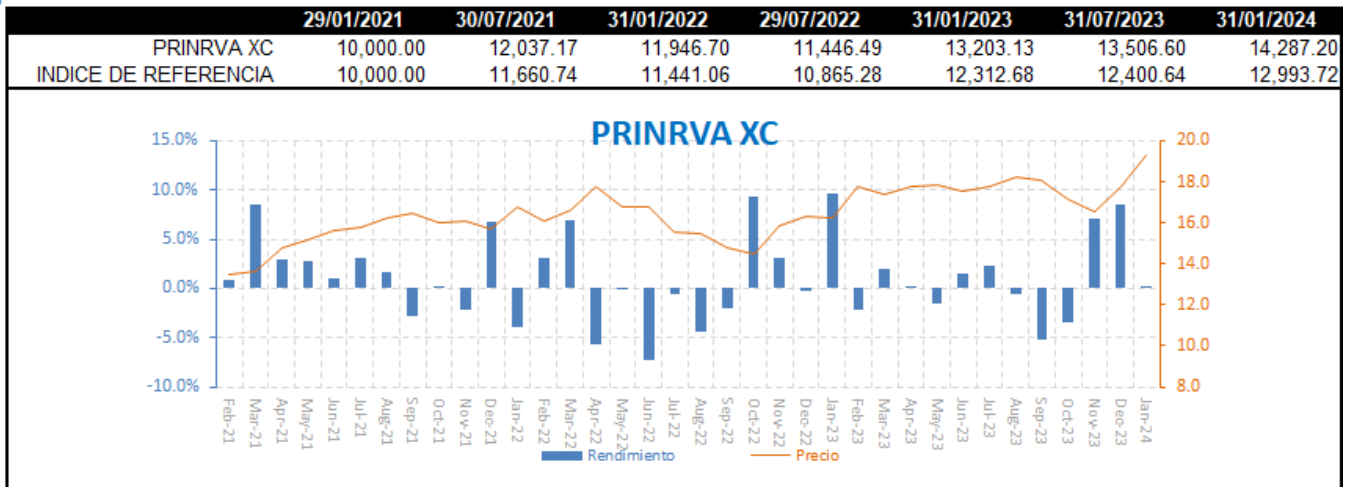 29/01/2021 30/07/2021 31/01/2022 29/07/2022 31/01/2023 31/07/2023 31/01/2024
PRINRVA XC 10,000.00 12,037.17 11,946.70 11,446.49 13,203.13 13,506.60 14,287.20
INDICE DE REFERENCIA 10,000.00 11,660.74 11,441.06 10,865.28 12,312.68 12,400.64 12,993.72
PRINRVA XC
15.0%
10.0%
5.0%
0.0%
-5.0%
-10.0%
20.0
18.0
16.0
14.0
12.0
10.0
8.0
Feb-21 Mar-21 Apr-21 May-21 Jun-21 Jul-21 Aug-21 Sep-21 Oct-21 Nov-21 Dec-21 Jan-22 Feb-22 Mar-22 Apr-22 May-22 Jun-22 Jul-22 Aug-22 Sep-22 Oct-22 Nov-22 Dec-22 Jan-23 Feb-23 Mar-23 Apr-23 May-23 Jun-23 Jul-23 Aug-23 Sep-23 Oct-23 Nov-23 Dec-23 Jan-24
Rendimiento Precio